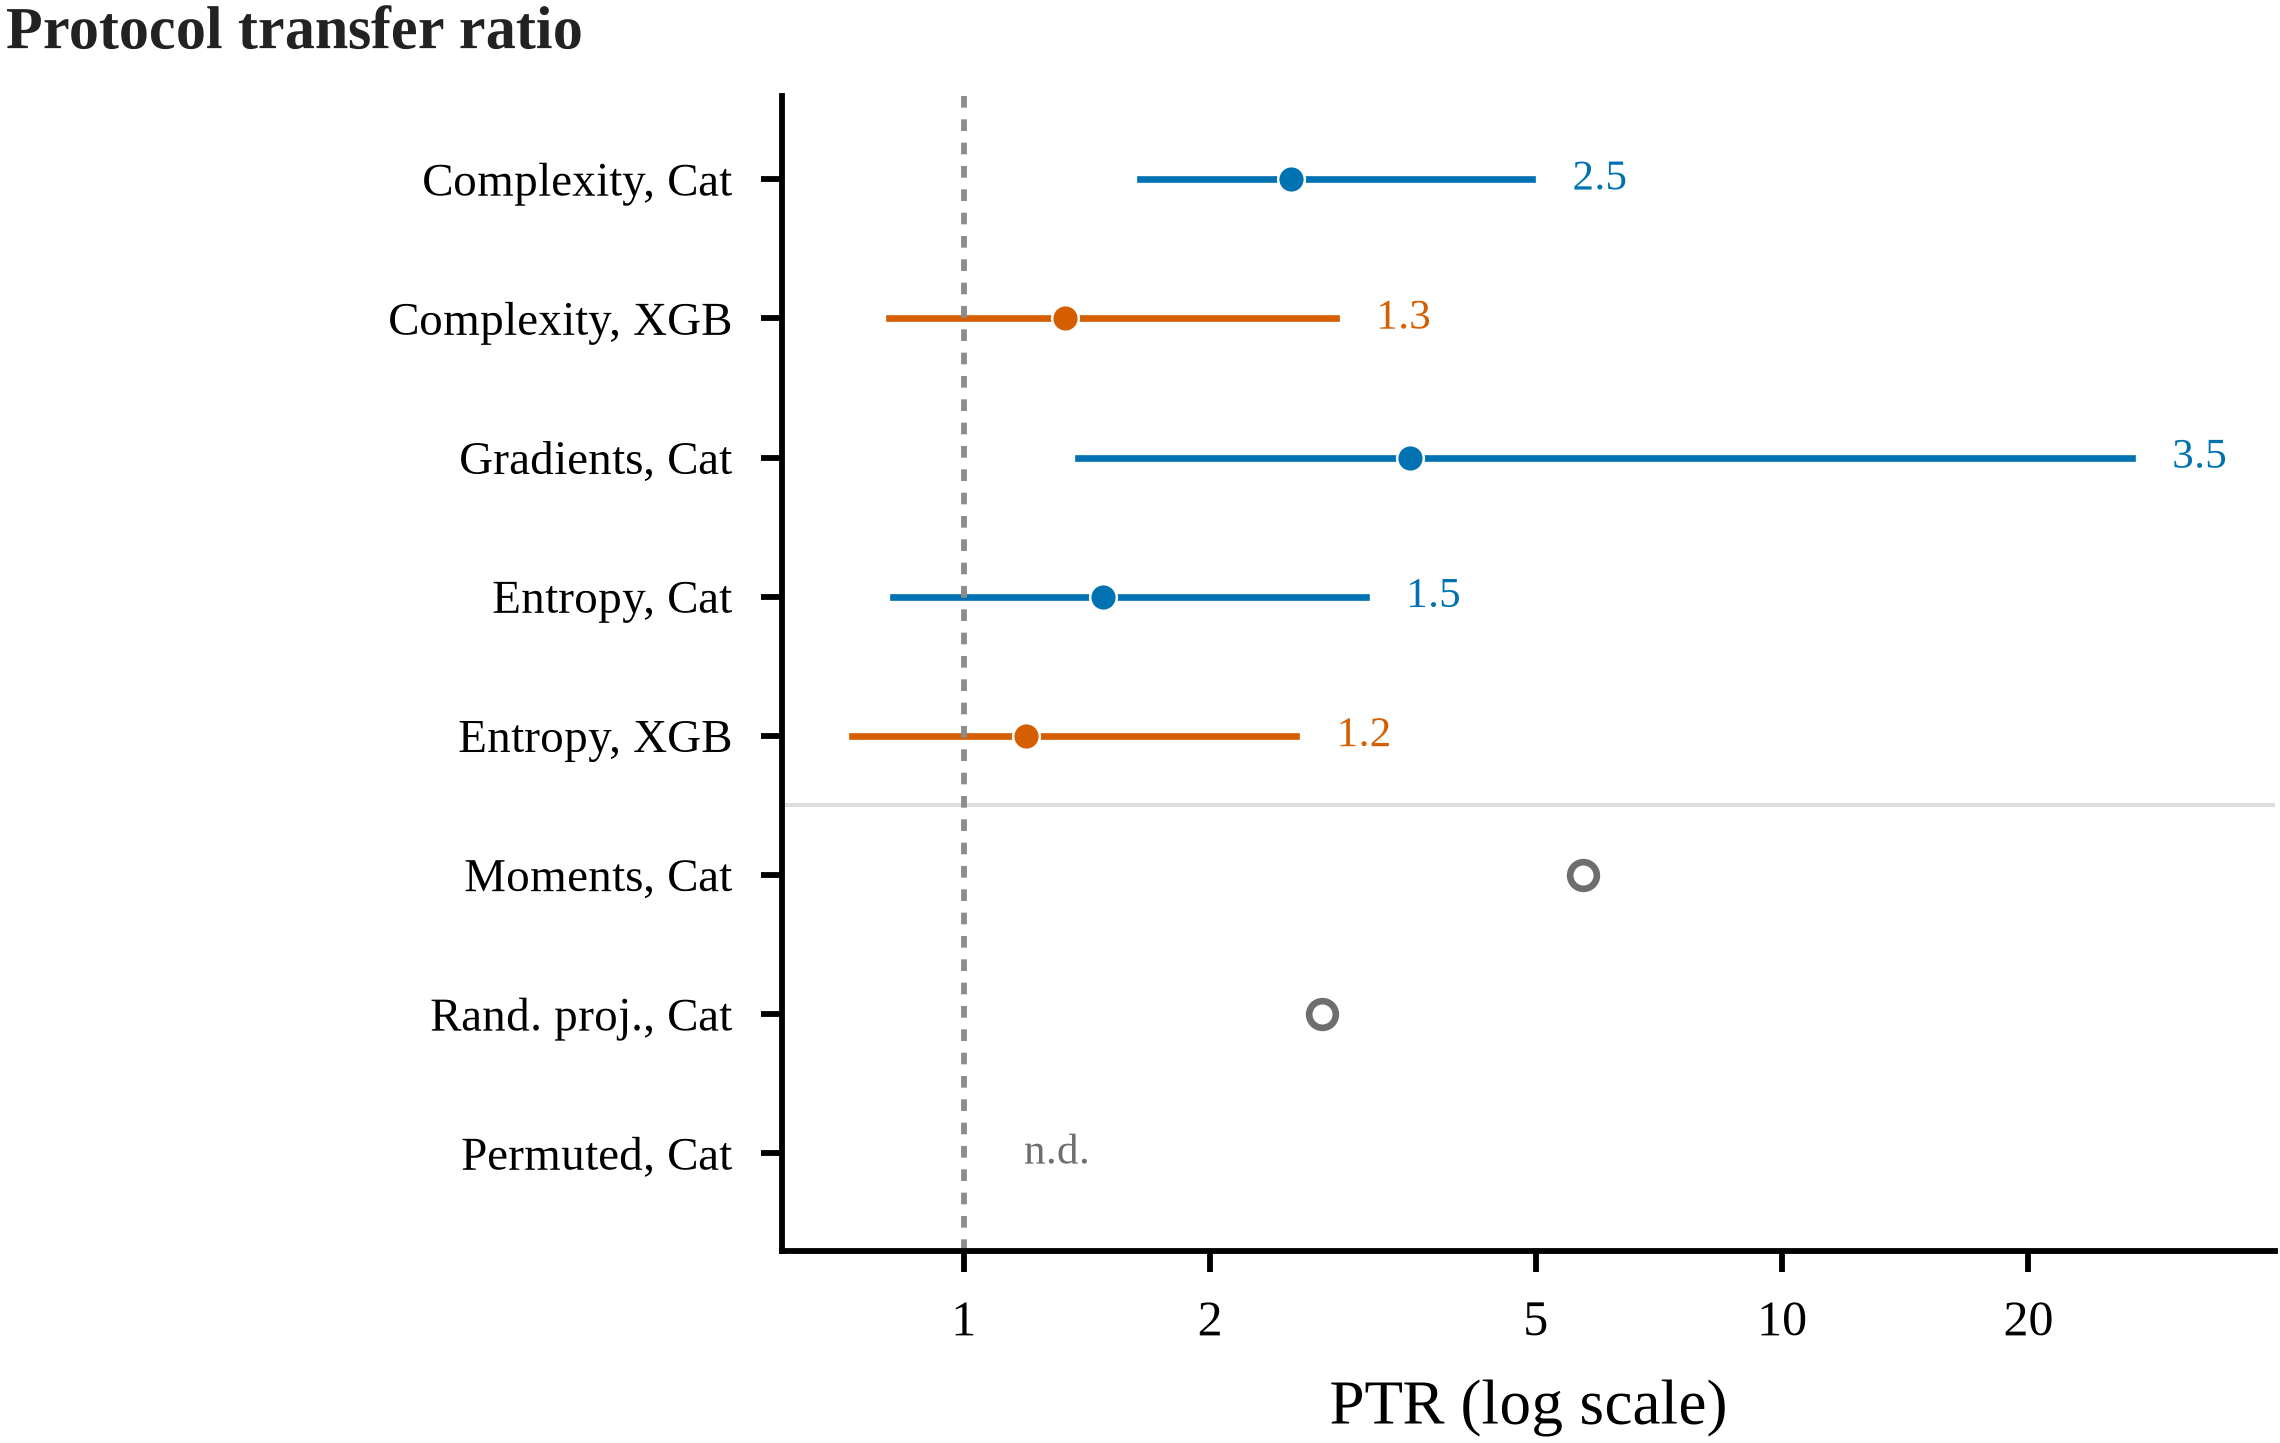 Protocol transfer ratio
Complexity, Cat
2.5
Complexity, XGB
1.3
Gradients, Cat
3.5
Entropy, Cat
1.5
Entropy, XGB
1.2
Moments, Cat
Rand. proj., Cat
Permuted, Cat
n.d.
1 2 5 10 20
PTR (log scale)